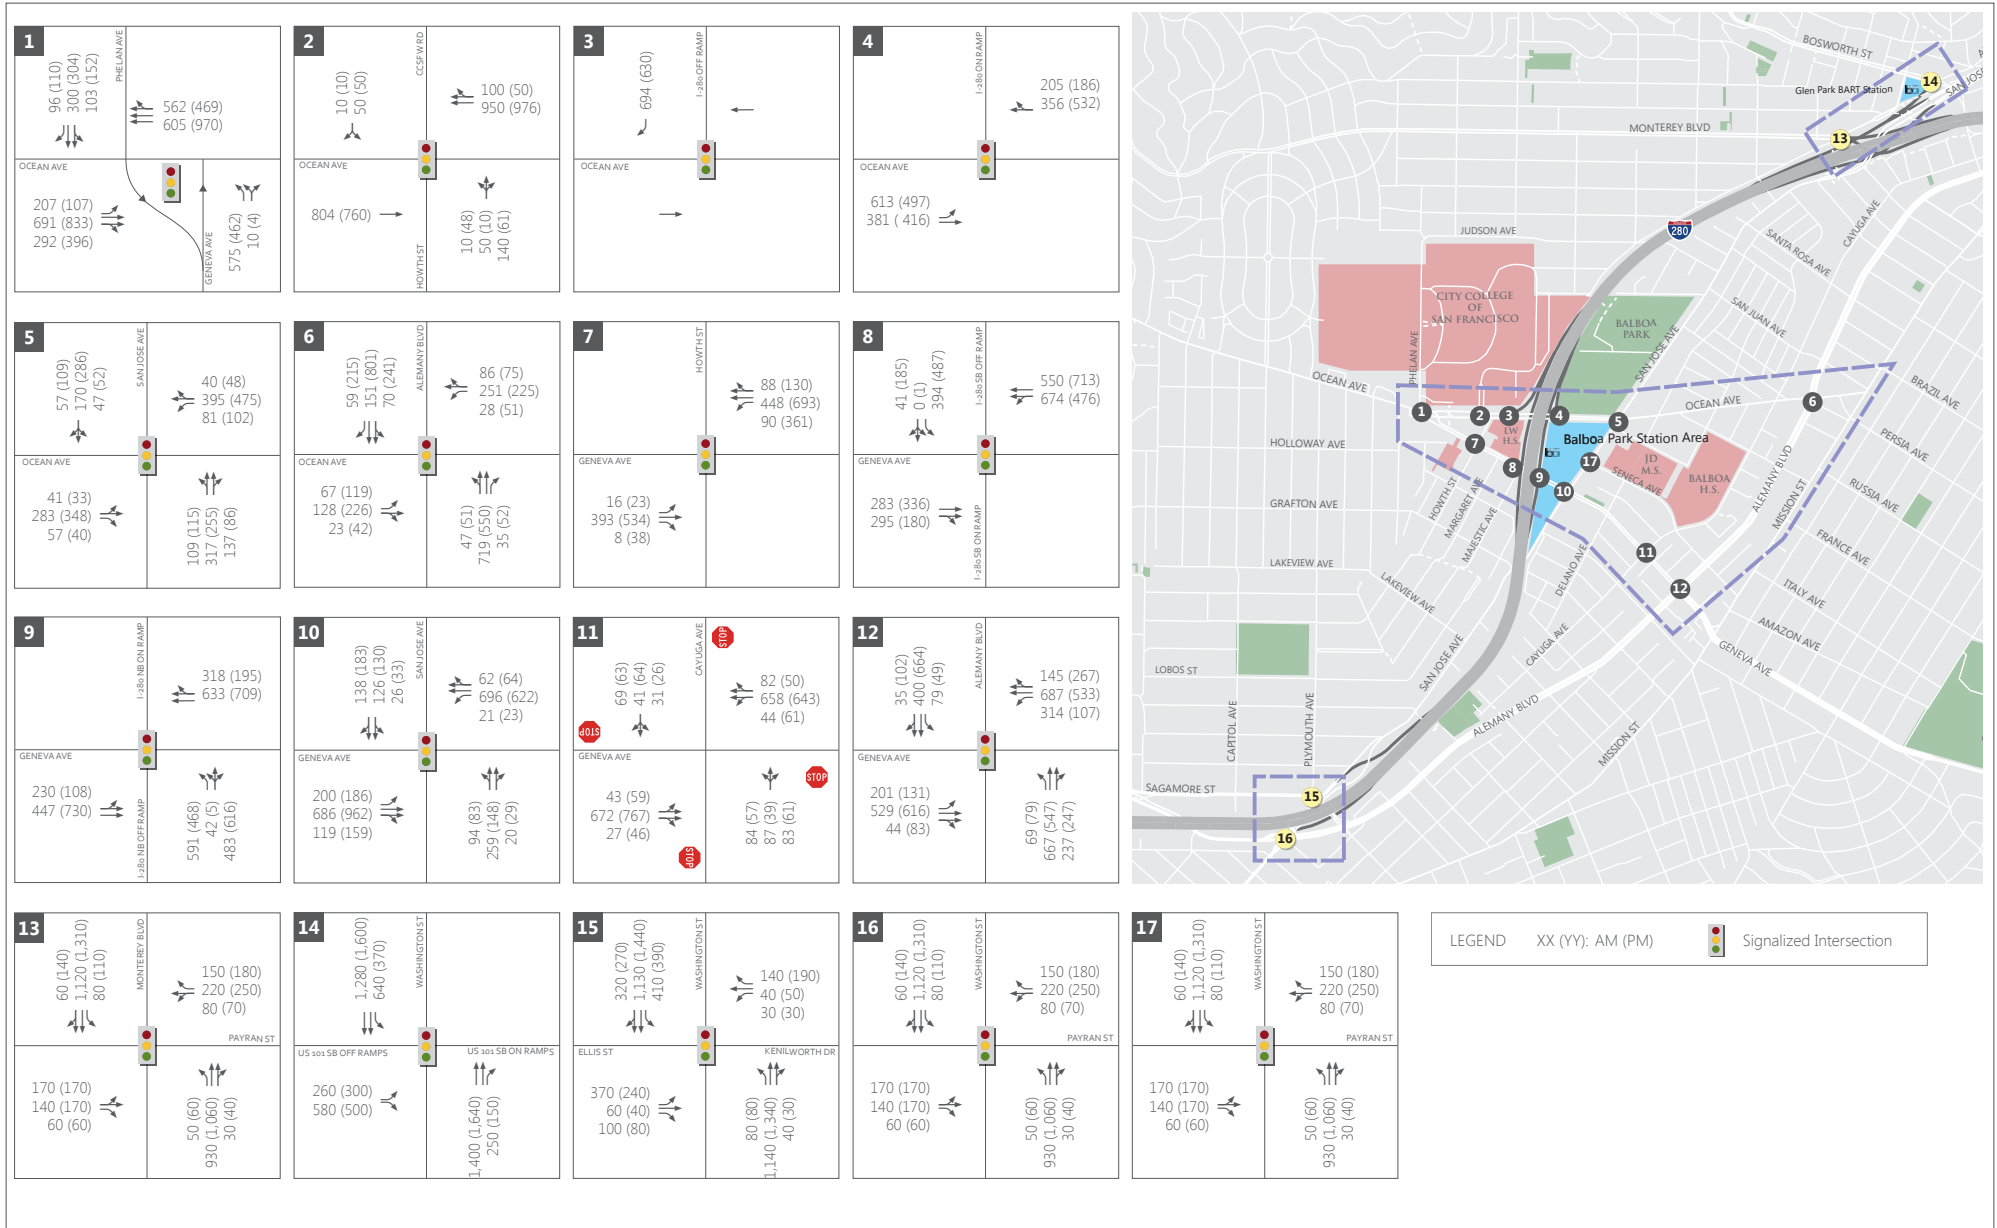 1
PHELAN AVE
96 (110)
300 (304)
103 (152)
562 (469)
605 (970)
OCEAN AVE
207 (107)
691 (833)
292 (396)
GENEVA AVE
575 (462)
10 (4)
2
CCSF W RD
10 (10)
50 (50)
100 (50)
950 (976)
OCEAN AVE
804 (760)
HOWTH ST
10 (48)
50 (10)
140 (61)
3
I-280 OFF RAMP
694 (630)
OCEAN AVE
4
I-280 ON RAMP
205 (186)
356 (532)
OCEAN AVE
613 (497)
381 ( 416)
5
SAN JOSE AVE
57 (109)
170 (286)
47 (52)
40 (48)
395 (475)
81 (102)
OCEAN AVE
41 (33)
283 (348)
57 (40)
109 (115)
317 (255)
137 (86)
6
ALEMANY BLVD
59 (215)
151 (801)
70 (241)
86 (75)
251 (225)
28 (51)
OCEAN AVE
67 (119)
128 (226)
23 (42)
47 (51)
719 (550)
35 (52)
7
HOWTH ST
88 (130)
448 (693)
90 (361)
GENEVA AVE
16 (23)
393 (534)
8 (38)
8
I-280 SB OFF RAMP
41 (185)
0 (1)
394 (487)
550 (713)
674 (476)
GENEVA AVE
283 (336)
295 (180)
I-280 SB ON RAMP
9
I-280 NB ON RAMP
318 (195)
633 (709)
GENEVA AVE
230 (108)
447 (730)
I-280 NB OFF RAMP
591 (468)
42 (5)
483 (616)
10
SAN JOSE AVE
138 (183)
126 (130)
26 (33)
62 (64)
696 (622)
21 (23)
GENEVA AVE
200 (186)
686 (962)
119 (159)
94 (83)
259 (148)
20 (29)
11
CAYUGA AVE
STOP
69 (63)
41 (64)
31 (26)
82 (50)
658 (643)
44 (61)
STOP
GENEVA AVE
STOP
43 (59)
672 (767)
27 (46)
84 (57)
87 (39)
83 (61)
STOP
12
ALEMANY BLVD
35 (102)
400 (664)
79 (49)
145 (267)
687 (533)
314 (107)
GENEVA AVE
201 (131)
529 (616)
44 (83)
69 (79)
667 (547)
237 (247)
13
MONTEREY BLVD
60 (140)
1,120 (1,310)
80 (110)
150 (180)
220 (250)
80 (70)
PAYRAN ST
170 (170)
140 (170)
60 (60)
50 (60)
930 (1,060)
30 (40)
14
WASHINGTON ST
1,280 (1,600)
640 (370)
US 101 SB OFF RAMPS
US 101 SB ON RAMPS
260 (300)
580 (500)
1,400 (1,640)
250 (150)
15
WASHINGTON ST
320 (270)
1,130 (1,440)
410 (390)
140 (190)
40 (50)
30 (30)
ELLIS ST
KENILWORTH DR
370 (240)
60 (40)
100 (80)
80 (80)
1,140 (1,340)
40 (30)
16
WASHINGTON ST
60 (140)
1,120 (1,310)
80 (110)
150 (180)
220 (250)
80 (70)
PAYRAN ST
170 (170)
140 (170)
60 (60)
50 (60)
930 (1,060)
30 (40)
17
WASHINGTON ST
60 (140)
1,120 (1,310)
80 (110)
150 (180)
220 (250)
80 (70)
PAYRAN ST
170 (170)
140 (170)
60 (60)
50 (60)
930 (1,060)
30 (40)
BOSWORTH ST
14
Glen Park BART Station
SAN JOSE
MONTEREY BLVD
13
280
JUDSON AVE
SANTA ROSA AVE
CAYUGA AVE
CITY COLLEGE
OF
SAN FRANCISCO
BALBOA
PARK
SAN JUAN AVE
SAN JOSE AVE
PHELAN AVE
OCEAN AVE
OCEAN AVE
BRAZIL AVE
1
2
3
4
5
6
LW
H.S.
Balboa Park Station Area
HOLLOWAY AVE
7
8
9
10
17
JD
M.S.
SENECA AVE
BALBOA
H.S.
PERSIA AVE
ALEMANY BLVD
MISSION ST
RUSSIA AVE
GRAFTON AVE
HOWTH ST
MARGARET AVE
MAJESTIC AVE
FRANCE AVE
LAKEVIEW AVE
LAKEVIEW AVE
DELANO AVE
11
12
ITALY AVE
AMAZON AVE
GENEVA AVE
CAYUGA AVE
SAN JOSE AVE
LOBOS ST
CAPITOL AVE
PLYMOUTH AVE
ALEMANY BLVD
MISSION ST
SAGAMORE ST
15
16
LEGEND
XX (YY): AM (PM)
Signalized Intersection